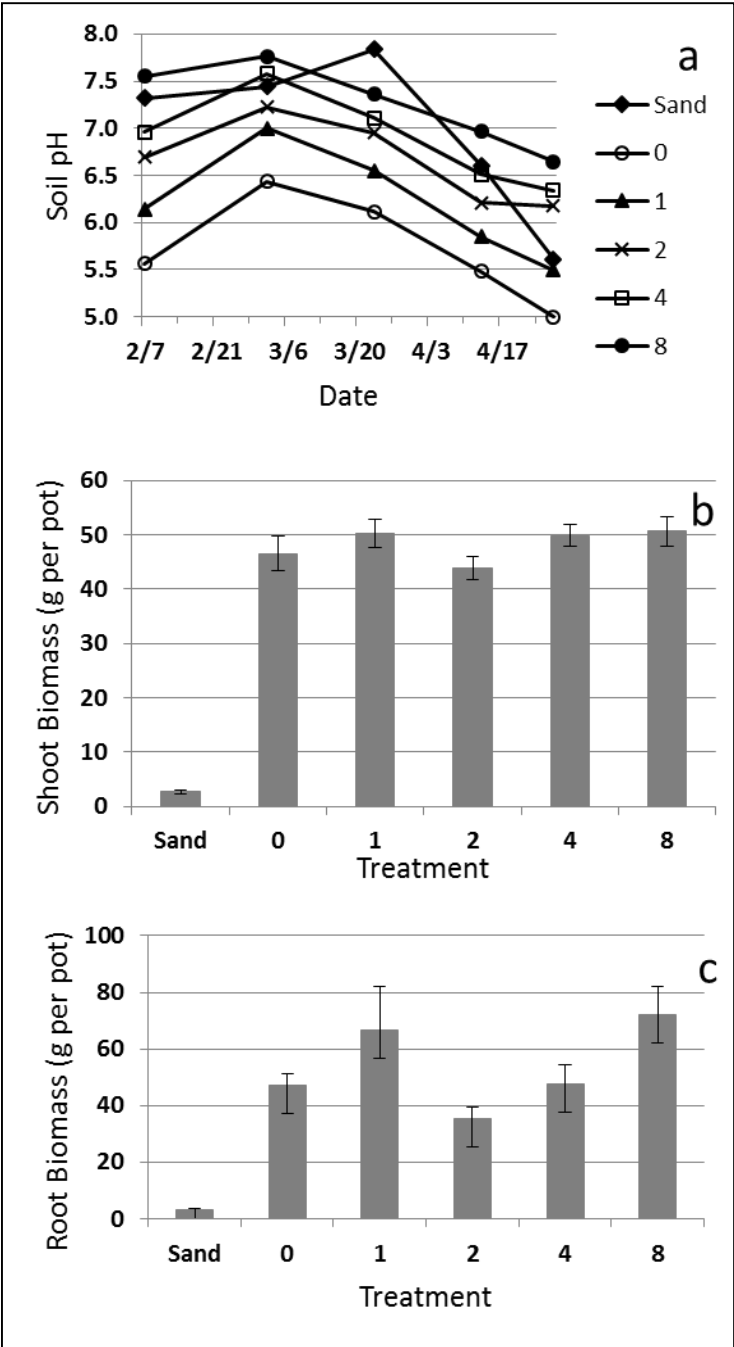 a
8.0
7.5
7.0
6.5
6.0
5.5
5.0
Soil pH
2/7 2/21 3/6 3/20 4/3 4/17
Date
Sand
0
1
2
4
8
b
60
50
40
30
20
10
0
Shoot Biomass (g per pot)
Sand 0 1 2 4 8
Treatment
c
100
80
60
40
20
0
Root Biomass (g per pot)
Sand 0 1 2 4 8
Treatment